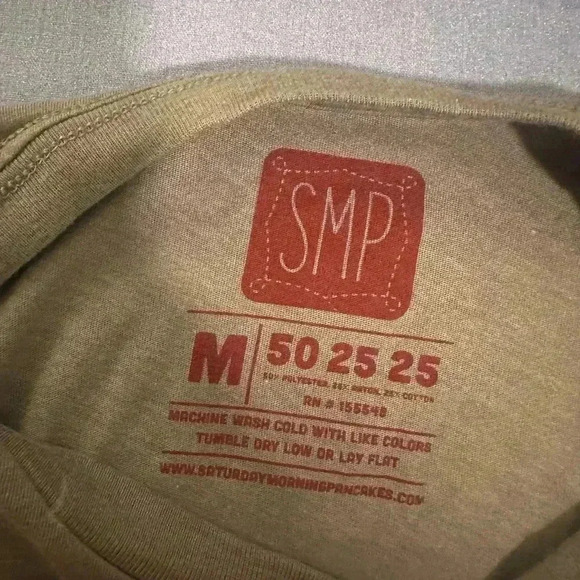 SMP
M 50 25 25
50% POLYESTER, 25% RAYON, 25% COTTON
RN # 155548
MACHINE WASH COLD WITH LIKE COLORS
TUMBLE DRY LOW OR LAY FLAT
WWW.SATURDAYMORNINGPANCAKES.COM